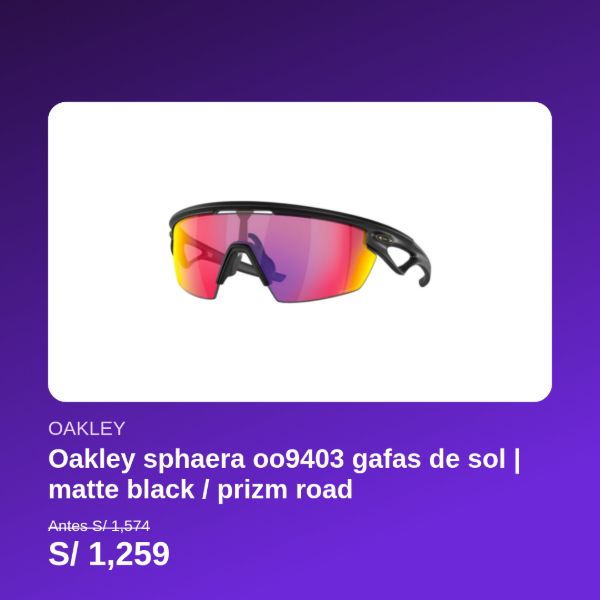 OAKLEY
Oakley sphaera oo9403 gafas de sol |
matte black / prizm road
Antes S/ 1,574
S/ 1,259